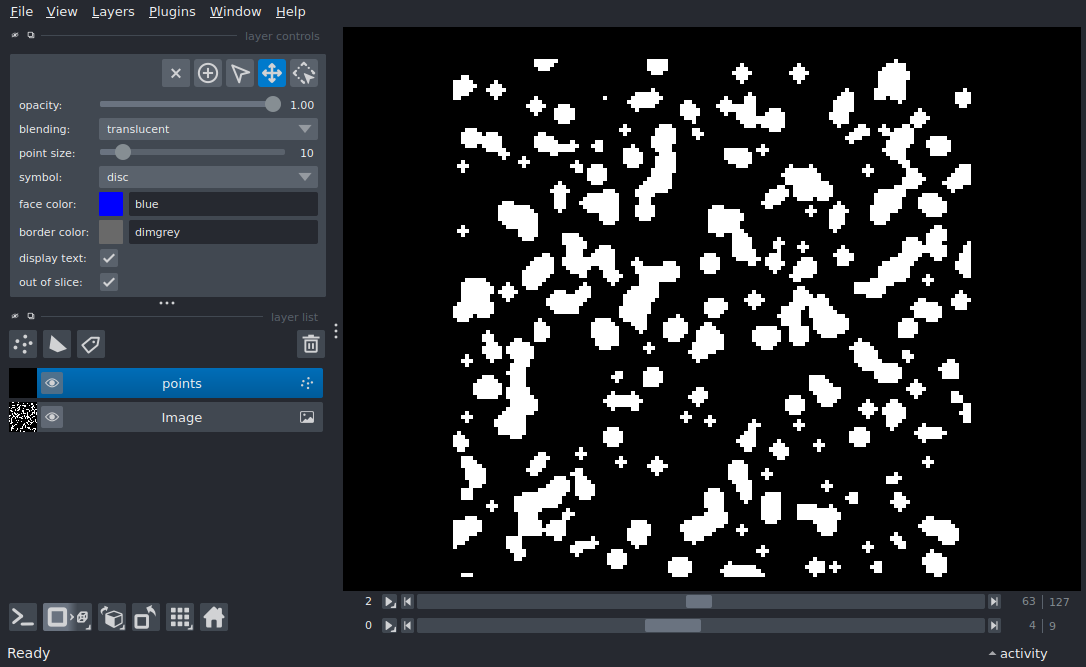 File View Layers Plugins Window Help
layer controls
opacity: 1.00
blending: translucent
point size: 10
symbol: disc
face color: blue
border color: dimgrey
display text:
out of slice:
layer list
points
Image
2 63 127
0 4 9
Ready activity